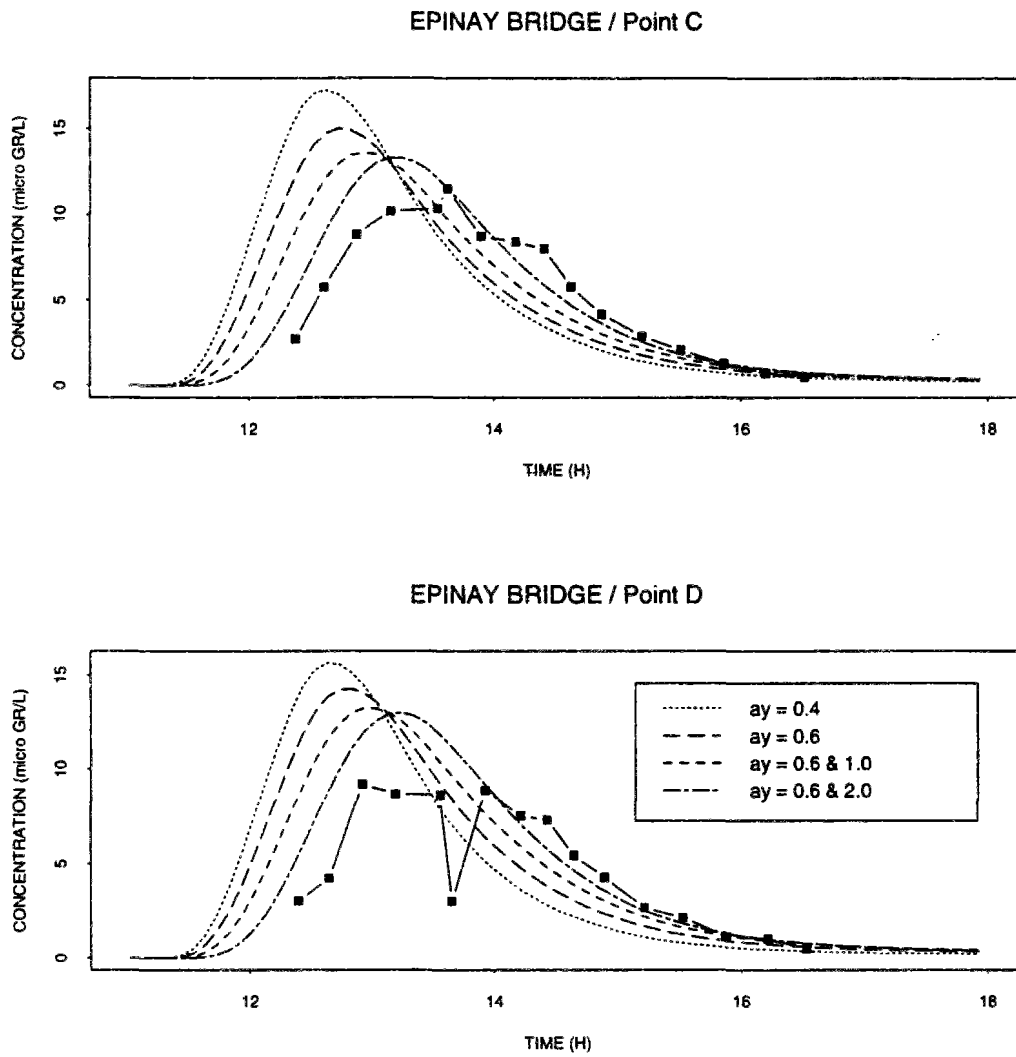 EPINAY BRIDGE / Point C
CONCENTRATION (micro GR/L)
15
10
5
0
12
14
16
18
TIME (H)
EPINAY BRIDGE / Point D
CONCENTRATION (micro GR/L)
15
10
5
0
ay = 0.4
ay = 0.6
ay = 0.6 & 1.0
ay = 0.6 & 2.0
12
14
16
18
TIME (H)